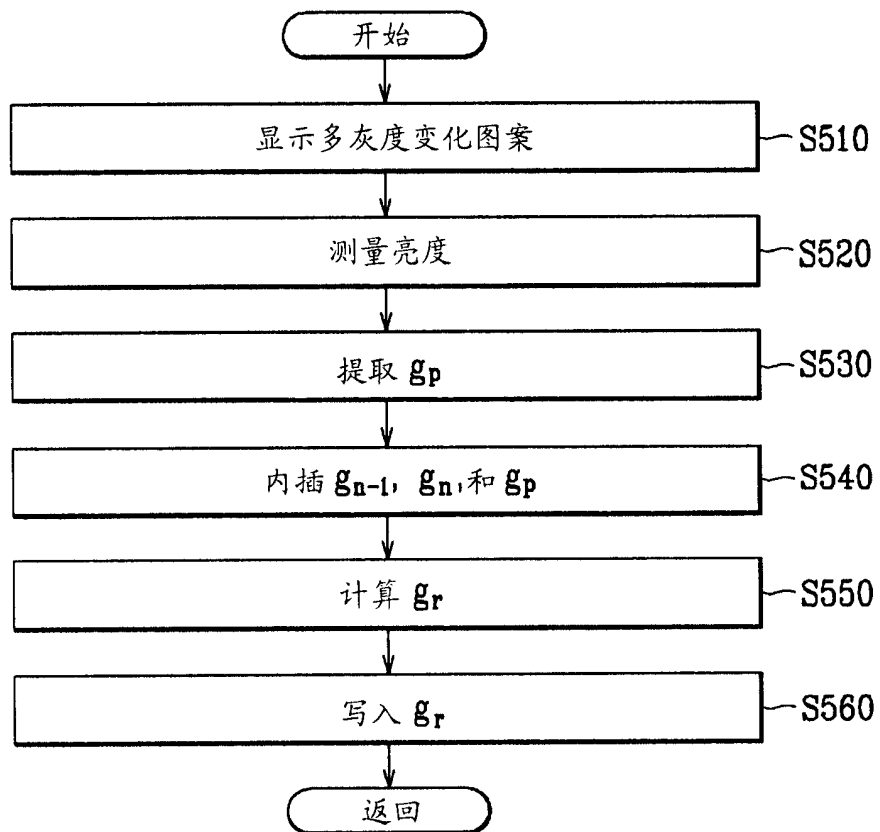 开始
显示多灰度变化图案
S510
测量亮度
S520
提取 gp
S530
内插 gn-1, gn,和 gp
S540
计算 gr
S550
写入 gr
S560
返回